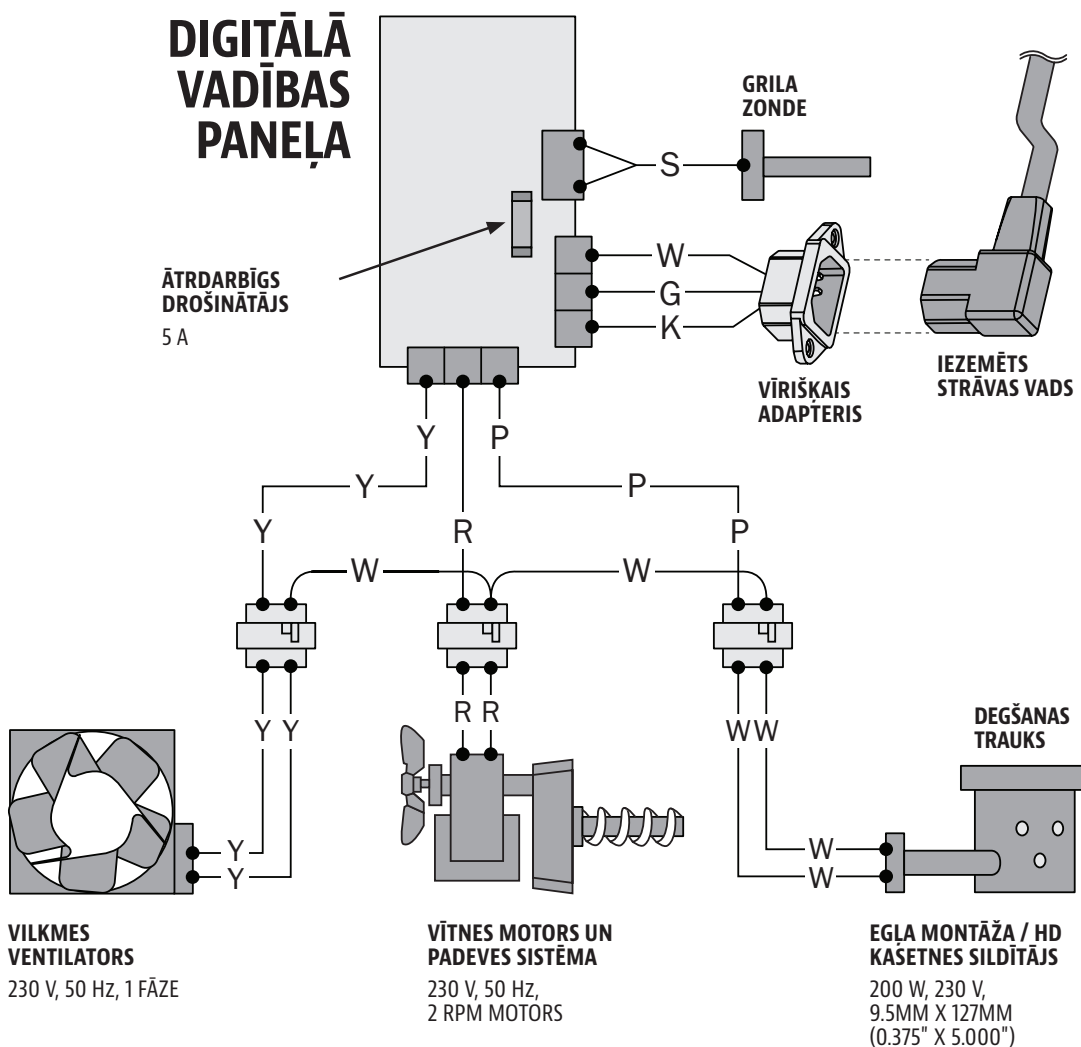 DIGITĀLĀ
VADĪBAS
PANEĻA
GRILA
ZONDE
S
ĀTRDARBĪGS
DROŠINĀTĀJS
5 A
W
G
K
VĪRIŠĶAIS
ADAPTERIS
IEZEMĒTS
STRĀVAS VADS
Y
P
Y
P
Y
R
P
W
W
Y Y
R R
W W
DEGŠANAS
TRAUKS
Y
Y
W
W
VILKMES
VENTILATORS
230 V, 50 Hz, 1 FĀZE
VĪTNES MOTORS UN
PADEVES SISTĒMA
230 V, 50 Hz,
2 RPM MOTORS
EGĻA MONTĀŽA / HD
KASETNES SILDĪTĀJS
200 W, 230 V,
9.5MM X 127MM
(0.375" X 5.000")